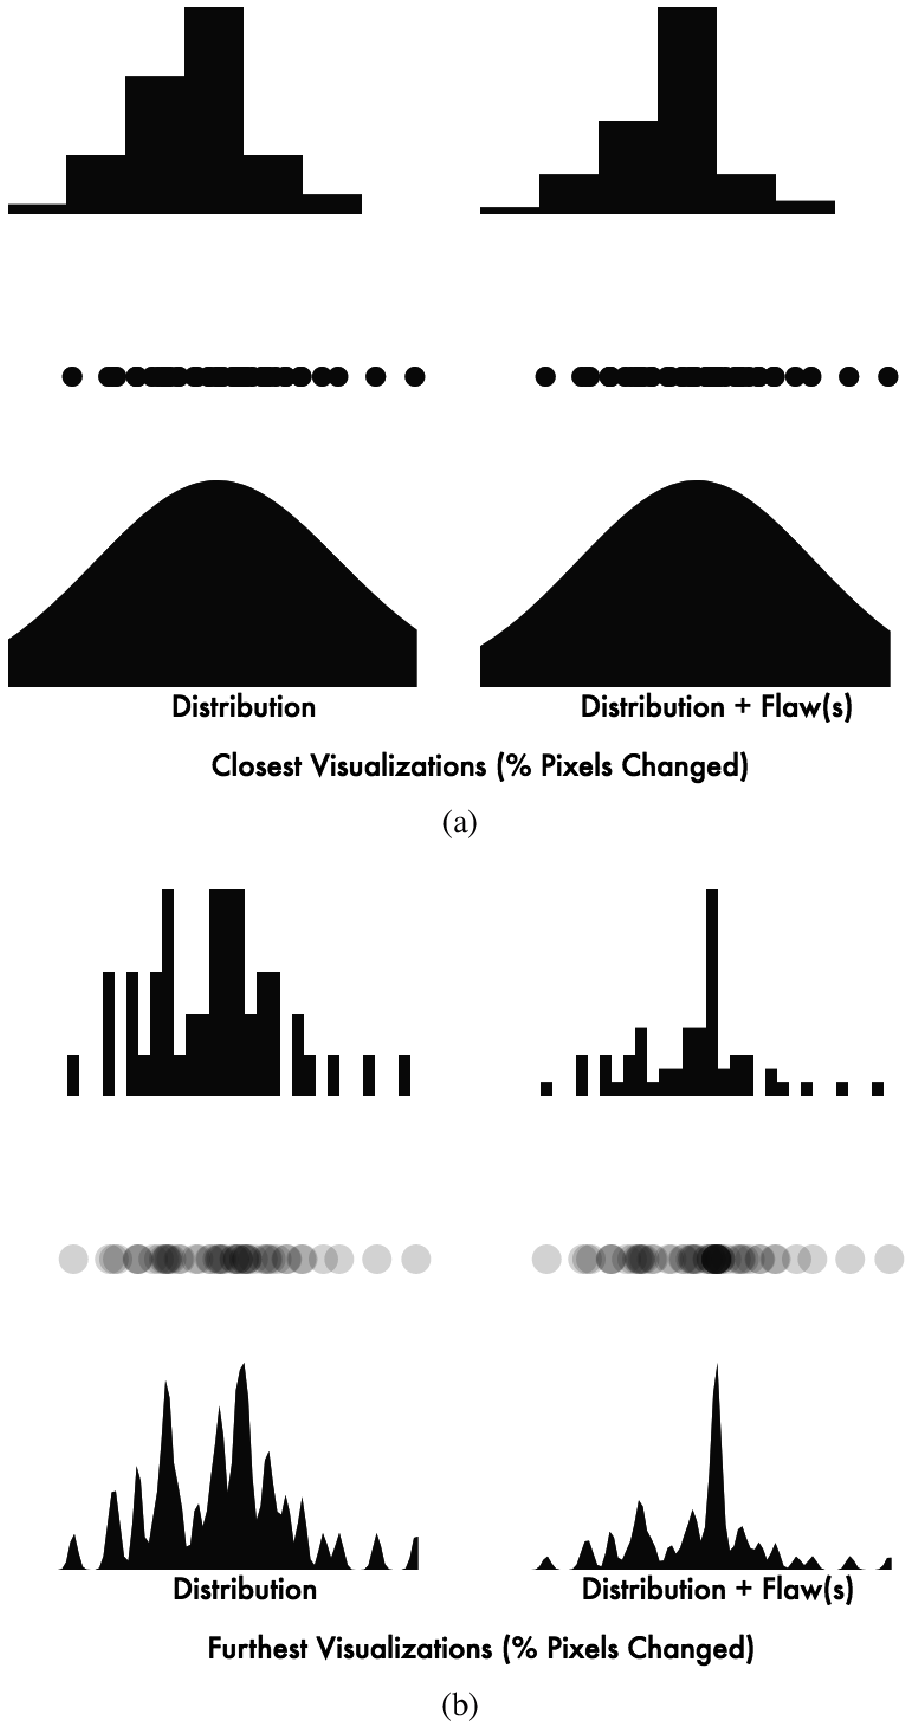 Distribution
Distribution + Flaw(s)
Closest Visualizations (% Pixels Changed)
(a)
Distribution
Distribution + Flaw(s)
Furthest Visualizations (% Pixels Changed)
(b)